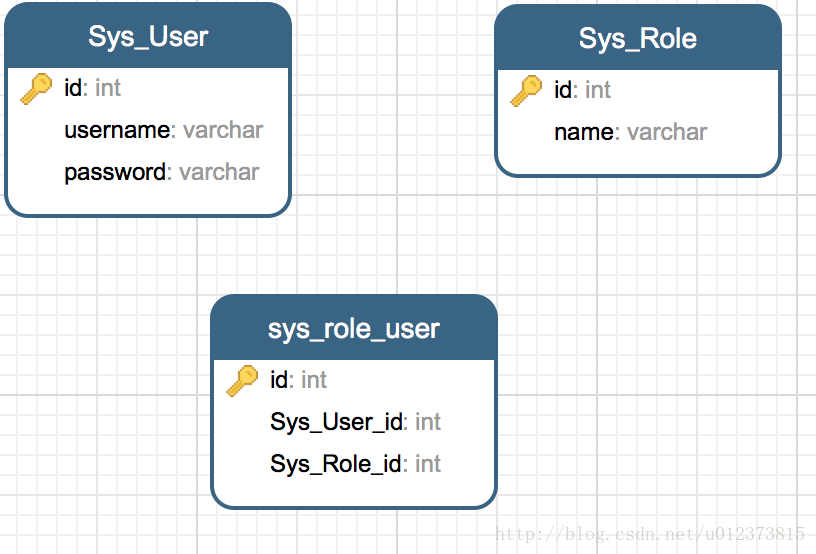 Sys_User
id: int
username: varchar
password: varchar
Sys_Role
id: int
name: varchar
sys_role_user
id: int
Sys_User_id: int
Sys_Role_id: int
http://blog.csdn.net/u012373815